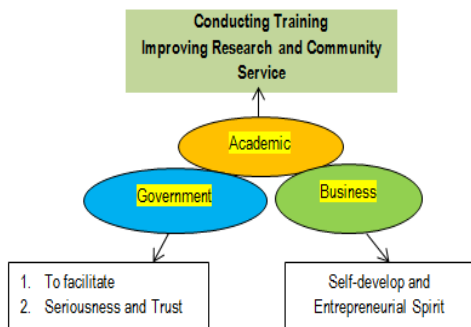 Conducting Training
Improving Research and Community
Service
Academic
Government
Business
1. To facilitate
2. Seriousness and Trust
Self-develop and
Entrepreneurial Spirit